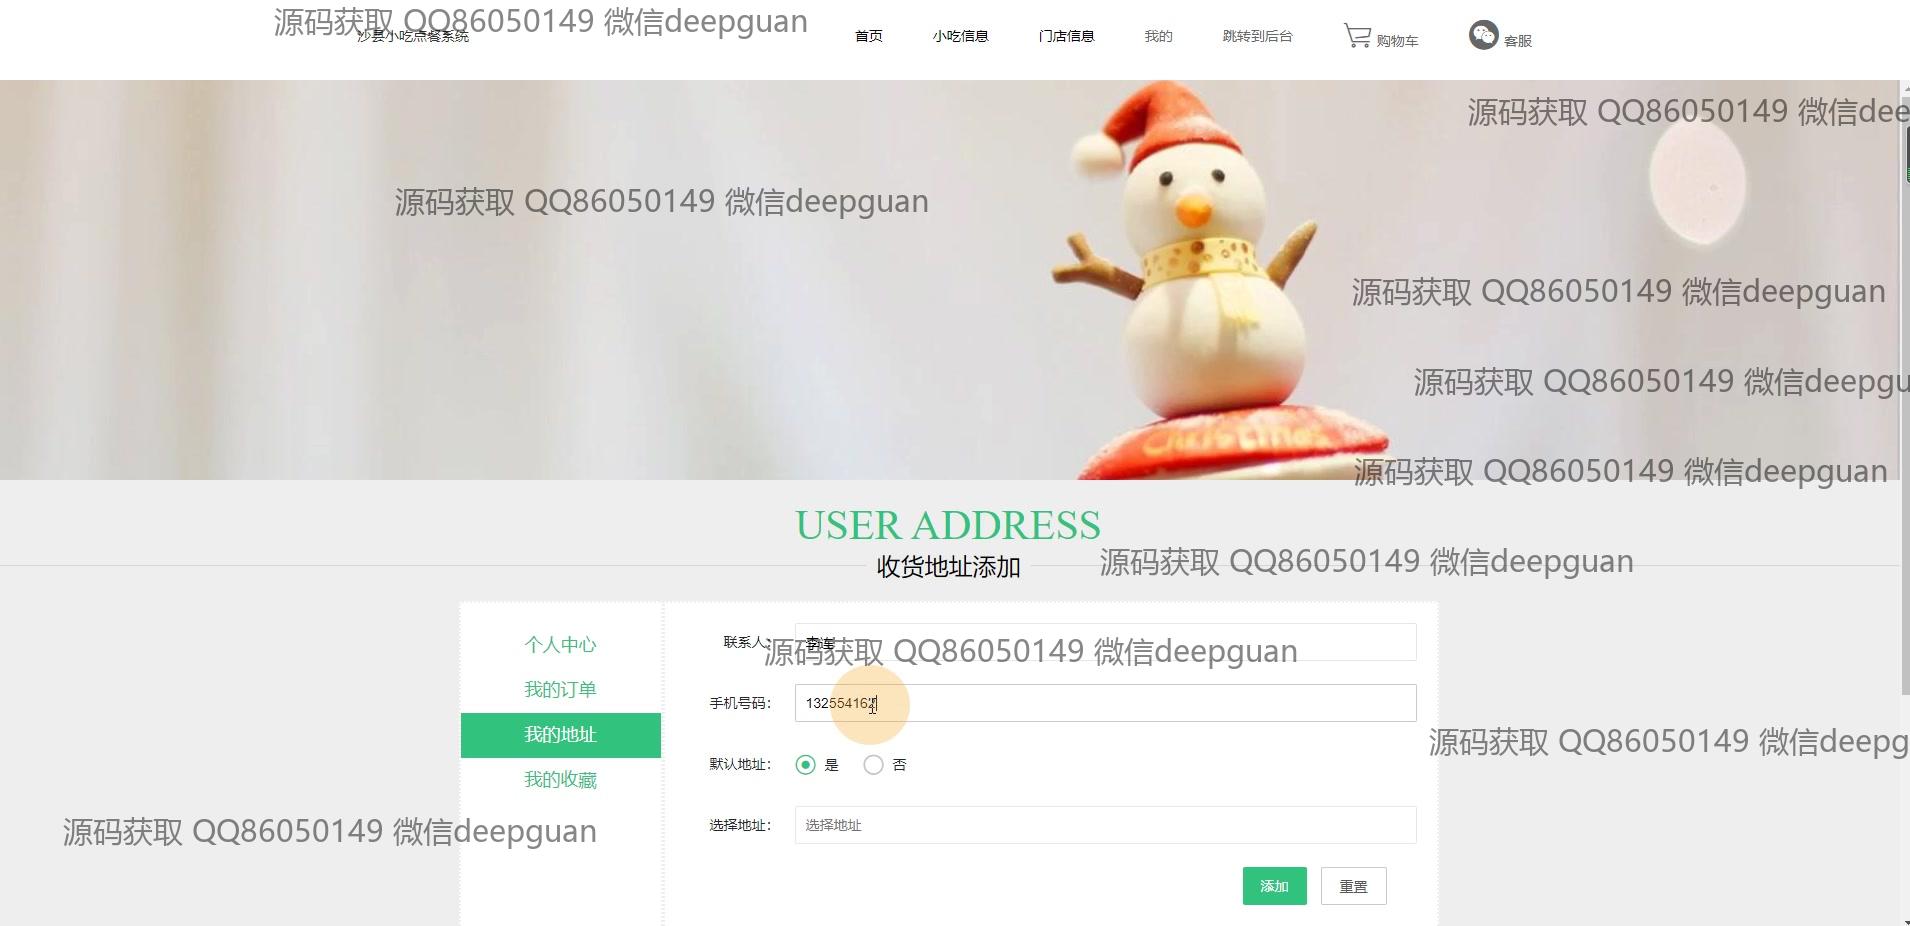 源码获取 QQ86050149 微信deepguan
沙县小吃点餐系统
首页
小吃信息
门店信息
我的
跳转到后台
购物车
客服
源码获取 QQ86050149 微信dee
源码获取 QQ86050149 微信deepguan
源码获取 QQ86050149 微信deepguan
源码获取 QQ86050149 微信deepgu
Christmas
源码获取 QQ86050149 微信deepguan
USER ADDRESS
收货地址添加
源码获取 QQ86050149 微信deepguan
个人中心
我的订单
我的地址
我的收藏
联系人:
源码获取 QQ86050149 微信deepguan
手机号码:
132554162
默认地址:
是
否
源码获取 QQ86050149 微信deepg
选择地址:
选择地址
源码获取 QQ86050149 微信deepguan
添加
重置